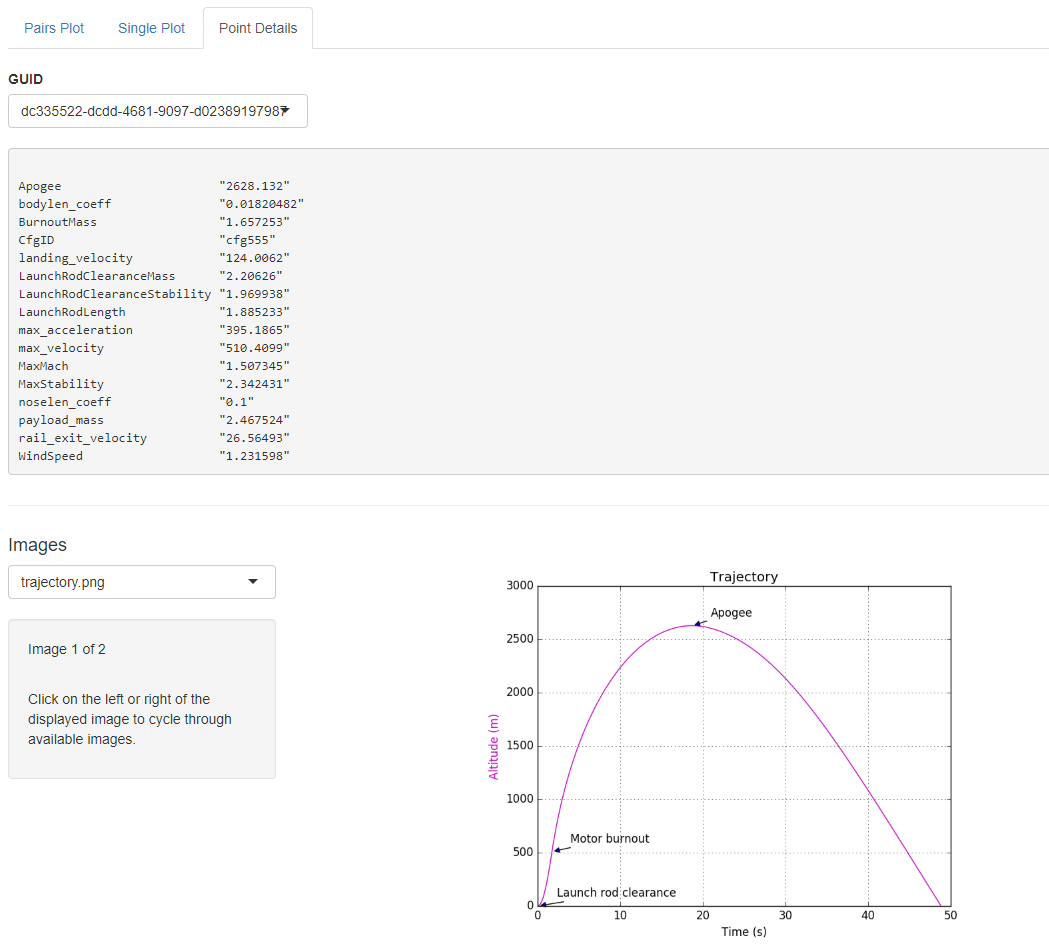 Pairs Plot Single Plot Point Details
GUID
dc335522-dcdd-4681-9097-d02389197987
Apogee "2628.132"
bodylen_coeff "0.01820482"
BurnoutMass "1.657253"
CfgID "cfg555"
landing_velocity "124.0062"
LaunchRodClearanceMass "2.20626"
LaunchRodClearanceStability "1.969938"
LaunchRodLength "1.885233"
max_acceleration "395.1865"
max_velocity "510.4099"
MaxMach "1.507345"
MaxStability "2.342431"
noselen_coeff "0.1"
payload_mass "2.467524"
rail_exit_velocity "26.56493"
WindSpeed "1.231598"
Images
trajectory.png
Image 1 of 2
Click on the left or right of the
displayed image to cycle through
available images.
Trajectory
3000
Apogee
2500
2000
1500
Altitude (m)
1000
Motor burnout
500
Launch rod clearance
0
0 10 20 30 40 50
Time (s)